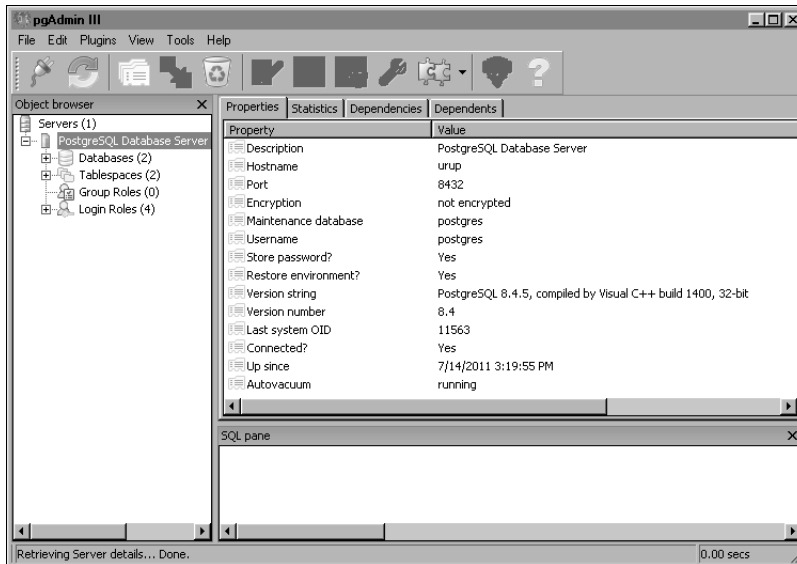 pgAdmin III
File Edit Plugins View Tools Help
Object browser
Servers (1)
PostgreSQL Database Server
Databases (2)
Tablespaces (2)
Group Roles (0)
Login Roles (4)
Properties Statistics Dependencies Dependents
Property Value
Description PostgreSQL Database Server
Hostname urup
Port 8432
Encryption not encrypted
Maintenance database postgres
Username postgres
Store password? Yes
Restore environment? Yes
Version string PostgreSQL 8.4.5, compiled by Visual C++ build 1400, 32-bit
Version number 8.4
Last system OID 11563
Connected? Yes
Up since 7/14/2011 3:19:55 PM
Autovacuum running
SQL pane
Retrieving Server details... Done. 0.00 secs